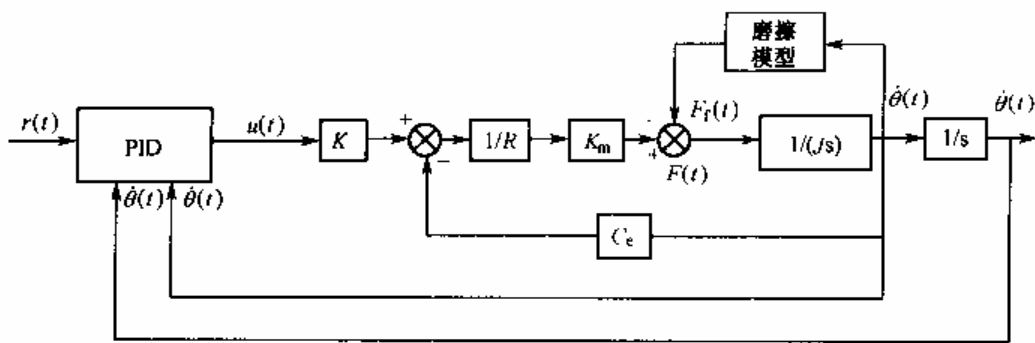 磨擦
模型
r(t)
PID
u(t)
K
+
−
1/R
K_m
-
+
F_f(t)
F(t)
1/(Js)
θ̇(t)
1/s
θ̇(t)
θ̇(t)
θ̇(t)
C_e